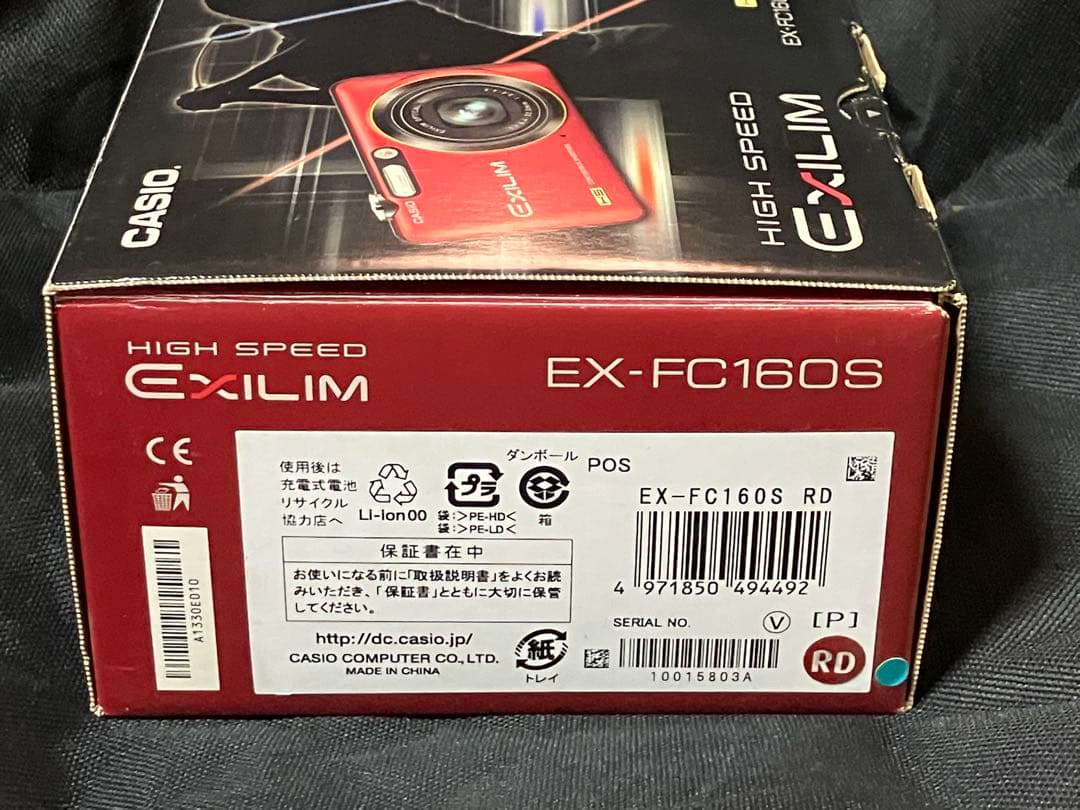 CASIO.
EXILIM
CASIO
HS
HIGH SPEED
EXILIM
HIGH SPEED
EXILIM
EX-FC160S
CE
A1330E010
使用後は
充電式電池
リサイクル
協力店へ
Li-ion00
プラ
袋:>PE-HD<
袋:>PE-LD<
ダンボール
箱
POS
保証書在中
お使いになる前に「取扱説明書」をよくお読
みいただき、「保証書」とともに大切に保管
してください。
http://dc.casio.jp/
CASIO COMPUTER CO., LTD.
MADE IN CHINA
紙
トレイ
EX-FC160S RD
4 971850 494492
SERIAL NO.
V
[P]
10015803A
RD